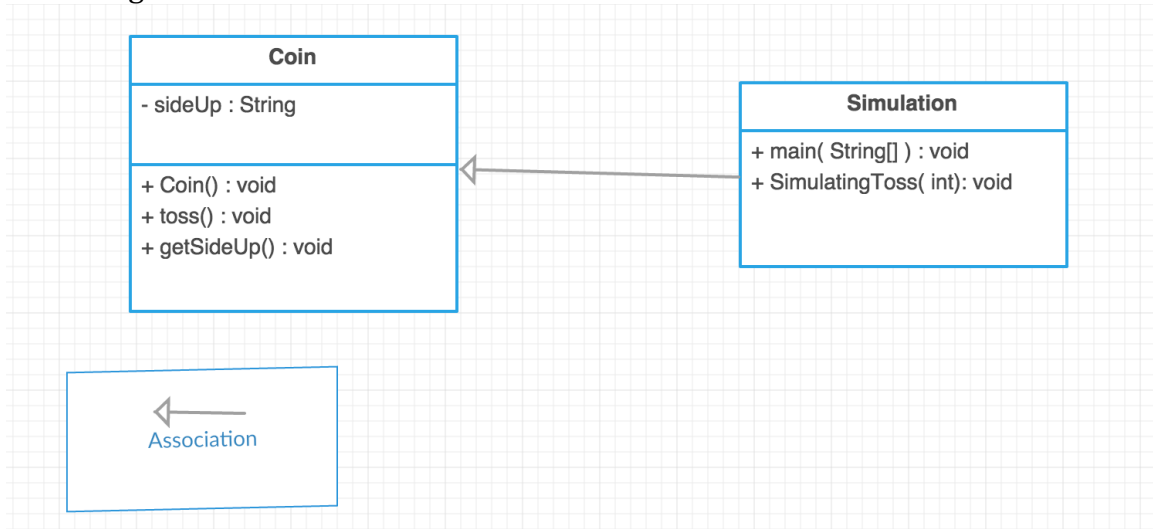 Coin
- sideUp : String
+ Coin() : void
+ toss() : void
+ getSideUp() : void
Simulation
+ main( String[] ) : void
+ SimulatingToss( int): void
Association